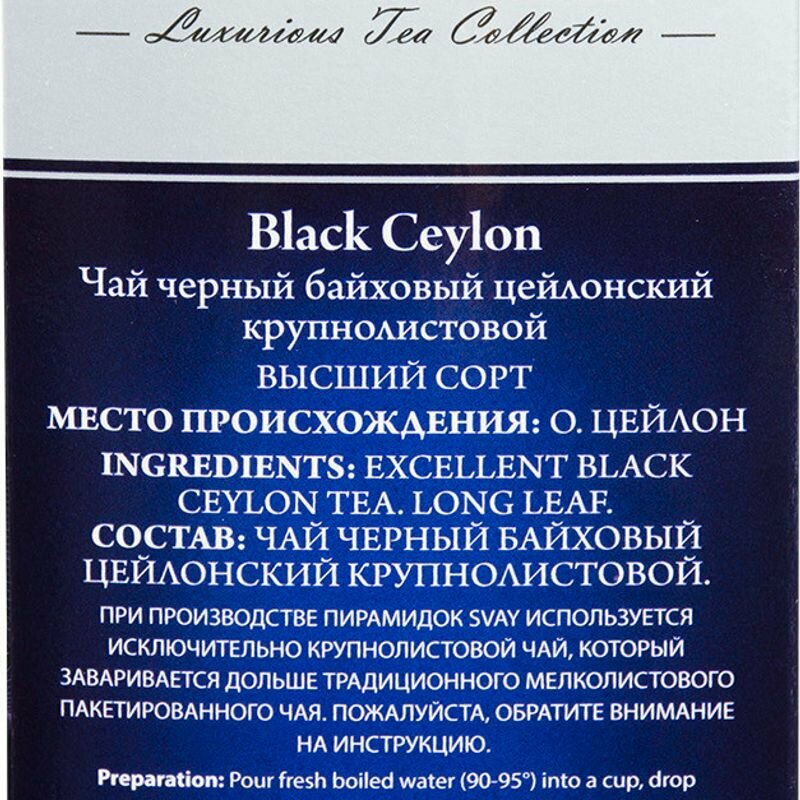 — Luxurious Tea Collection —
Black Ceylon
Чай черный байховый цейлонский
крупнолистовой
ВЫСШИЙ СОРТ
МЕСТО ПРОИСХОЖДЕНИЯ: О. ЦЕЙЛОН
INGREDIENTS: EXCELLENT BLACK
CEYLON TEA. LONG LEAF.
СОСТАВ: ЧАЙ ЧЕРНЫЙ БАЙХОВЫЙ
ЦЕЙЛОНСКИЙ КРУПНОЛИСТОВОЙ.
ПРИ ПРОИЗВОДСТВЕ ПИРАМИДОК SVAY ИСПОЛЬЗУЕТСЯ
ИСКЛЮЧИТЕЛЬНО КРУПНОЛИСТОВОЙ ЧАЙ, КОТОРЫЙ
ЗАВАРИВАЕТСЯ ДОЛЬШЕ ТРАДИЦИОННОГО МЕЛКОЛИСТОВОГО
ПАКЕТИРОВАННОГО ЧАЯ. ПОЖАЛУЙСТА, ОБРАТИТЕ ВНИМАНИЕ
НА ИНСТРУКЦИЮ.
Preparation: Pour fresh boiled water (90-95°) into a cup, drop